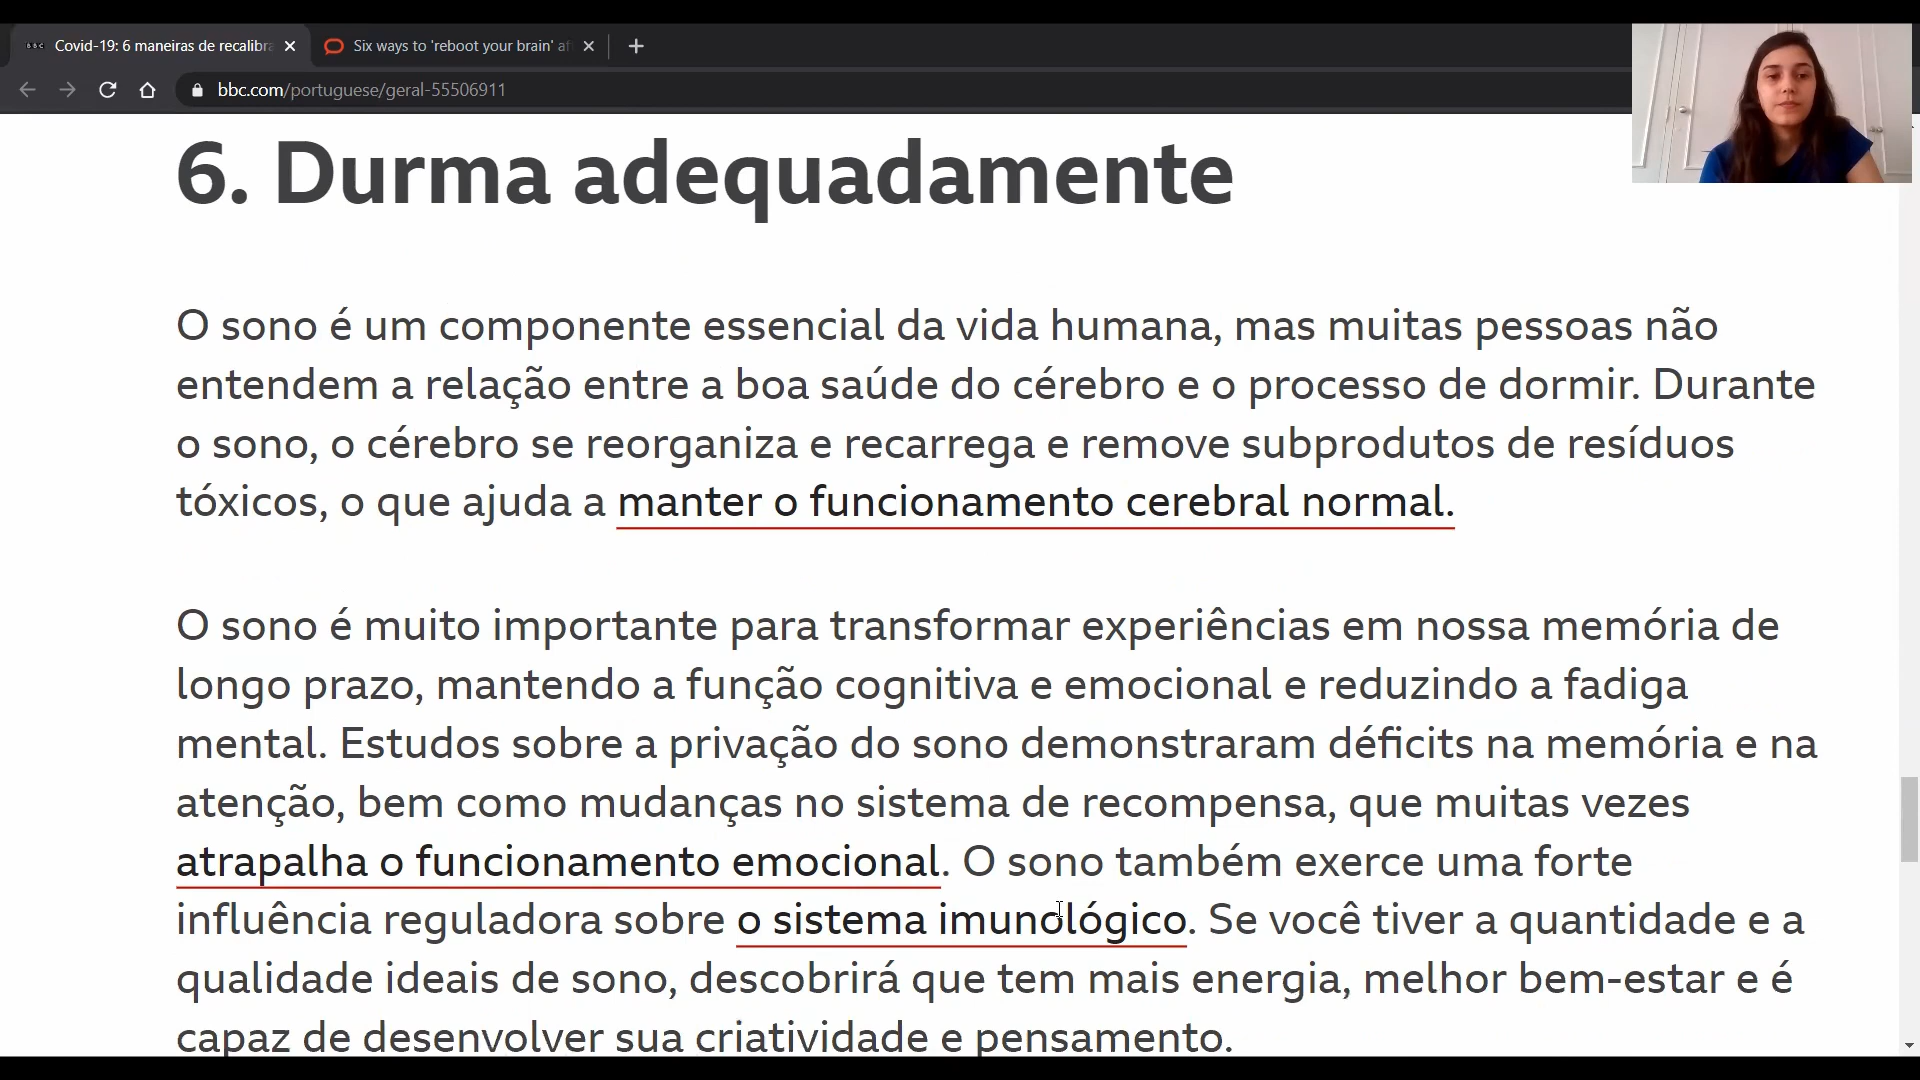 BBC Covid-19: 6 maneiras de recalibra
Six ways to 'reboot your brain' af
bbc.com/portuguese/geral-55506911
6. Durma adequadamente
O sono é um componente essencial da vida humana, mas muitas pessoas não
entendem a relação entre a boa saúde do cérebro e o processo de dormir. Durante
o sono, o cérebro se reorganiza e recarrega e remove subprodutos de resíduos
tóxicos, o que ajuda a manter o funcionamento cerebral normal.
O sono é muito importante para transformar experiências em nossa memória de
longo prazo, mantendo a função cognitiva e emocional e reduzindo a fadiga
mental. Estudos sobre a privação do sono demonstraram déficits na memória e na
atenção, bem como mudanças no sistema de recompensa, que muitas vezes
atrapalha o funcionamento emocional. O sono também exerce uma forte
influência reguladora sobre o sistema imunológico. Se você tiver a quantidade e a
qualidade ideais de sono, descobrirá que tem mais energia, melhor bem-estar e é
capaz de desenvolver sua criatividade e pensamento.